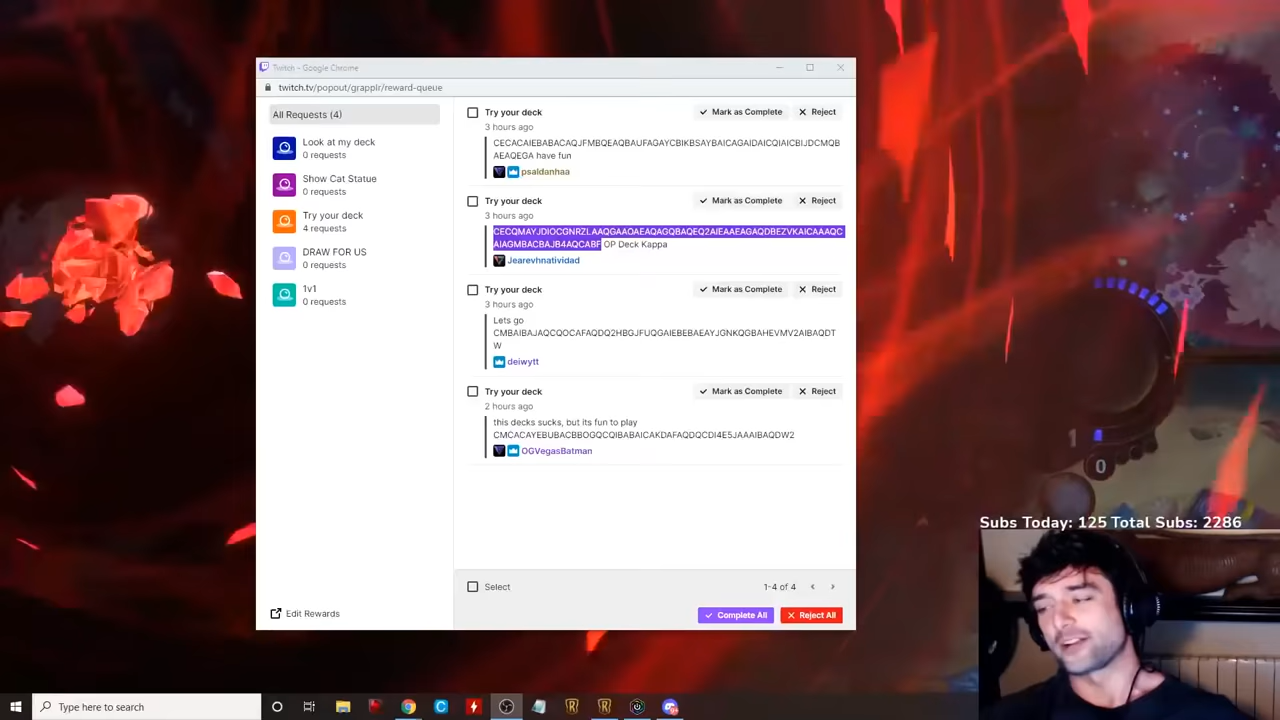 Twitch - Google Chrome
twitch.tv/popout/grapplr/reward-queue
All Requests (4)
Look at my deck
0 requests
Show Cat Statue
0 requests
Try your deck
4 requests
DRAW FOR US
0 requests
1v1
0 requests
Edit Rewards
Try your deck
Mark as Complete
Reject
3 hours ago
CECACAIEBABACAQJFMBQEAQBAUFAGAYCBIKBSAYBAICAGAIDAICQIAICBIJDCMQB
AEAQEGA have fun
psaldanhaa
Try your deck
Mark as Complete
Reject
3 hours ago
CECQMAYJDIOCGNRZLAAQGAAOAEAQAGQBAQEQ2AIEAAEAGAQDBEZVKAICAAAQC
AIAGMBACBAJB4AQCABF OP Deck Kappa
Jearevhnatividad
Try your deck
Mark as Complete
Reject
3 hours ago
Lets go
CMBAIBAJAQCQOCAFAQDQ2HBGJFUQGAIEBEBAEAYJGNKQGBAHEVMV2AIBAQDT
W
deiwytt
Try your deck
Mark as Complete
Reject
2 hours ago
this decks sucks, but its fun to play
CMCACAYEBUBACBBOGQCQIBABAICAKDAFAQDQCDI4E5JAAAIBAQDW2
OGVegasBatman
Select
1-4 of 4
Complete All
Reject All
1
0
Subs Today: 125 Total Subs: 2286
Type here to search